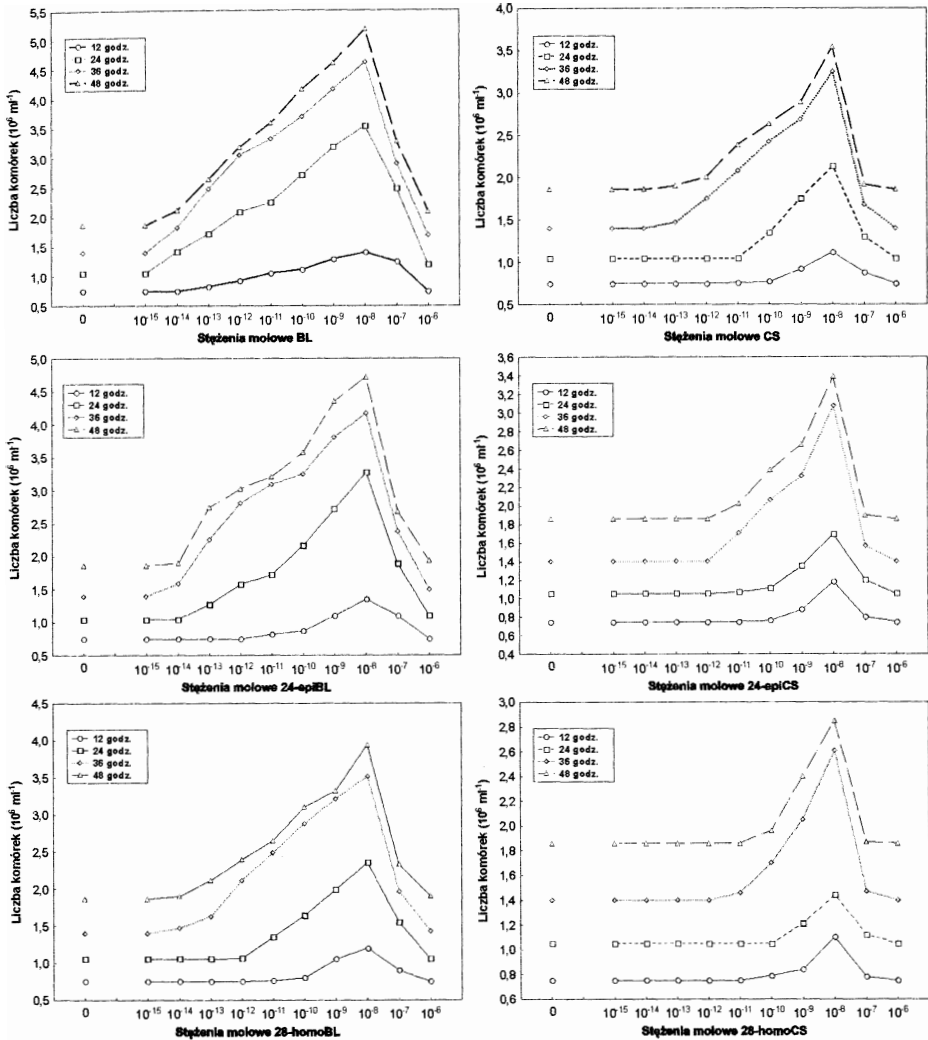 5,5
5,0
4,5
4,0
3,5
3,0
2,5
2,0
1,5
1,0
0,5
Liczba komórek (10⁶ ml⁻¹)
12 godz.
24 godz.
36 godz.
48 godz.
0 10⁻¹⁵ 10⁻¹⁴ 10⁻¹³ 10⁻¹² 10⁻¹¹ 10⁻¹⁰ 10⁻⁹ 10⁻⁸ 10⁻⁷ 10⁻⁶
Stężenia molowe BL
4,0
3,5
3,0
2,5
2,0
1,5
1,0
0,5
Liczba komórek (10⁶ ml⁻¹)
12 godz.
24 godz.
36 godz.
48 godz.
0 10⁻¹⁵ 10⁻¹⁴ 10⁻¹³ 10⁻¹² 10⁻¹¹ 10⁻¹⁰ 10⁻⁹ 10⁻⁸ 10⁻⁷ 10⁻⁶
Stężenia molowe CS
5,0
4,5
4,0
3,5
3,0
2,5
2,0
1,5
1,0
0,5
Liczba komórek (10⁶ ml⁻¹)
12 godz.
24 godz.
36 godz.
48 godz.
0 10⁻¹⁵ 10⁻¹⁴ 10⁻¹³ 10⁻¹² 10⁻¹¹ 10⁻¹⁰ 10⁻⁹ 10⁻⁸ 10⁻⁷ 10⁻⁶
Stężenia molowe 24-epiBL
3,6
3,4
3,2
3,0
2,8
2,6
2,4
2,2
2,0
1,8
1,6
1,4
1,2
1,0
0,8
0,6
0,4
Liczba komórek (10⁶ ml⁻¹)
12 godz.
24 godz.
36 godz.
48 godz.
0 10⁻¹⁵ 10⁻¹⁴ 10⁻¹³ 10⁻¹² 10⁻¹¹ 10⁻¹⁰ 10⁻⁹ 10⁻⁸ 10⁻⁷ 10⁻⁶
Stężenia molowe 24-epiCS
4,5
4,0
3,5
3,0
2,5
2,0
1,5
1,0
0,5
Liczba komórek (10⁶ ml⁻¹)
12 godz.
24 godz.
36 godz.
48 godz.
0 10⁻¹⁵ 10⁻¹⁴ 10⁻¹³ 10⁻¹² 10⁻¹¹ 10⁻¹⁰ 10⁻⁹ 10⁻⁸ 10⁻⁷ 10⁻⁶
Stężenia molowe 28-homoBL
3,0
2,8
2,6
2,4
2,2
2,0
1,8
1,6
1,4
1,2
1,0
0,8
0,6
Liczba komórek (10⁶ ml⁻¹)
12 godz.
24 godz.
36 godz.
48 godz.
0 10⁻¹⁵ 10⁻¹⁴ 10⁻¹³ 10⁻¹² 10⁻¹¹ 10⁻¹⁰ 10⁻⁹ 10⁻⁸ 10⁻⁷ 10⁻⁶
Stężenia molowe 28-homoCS